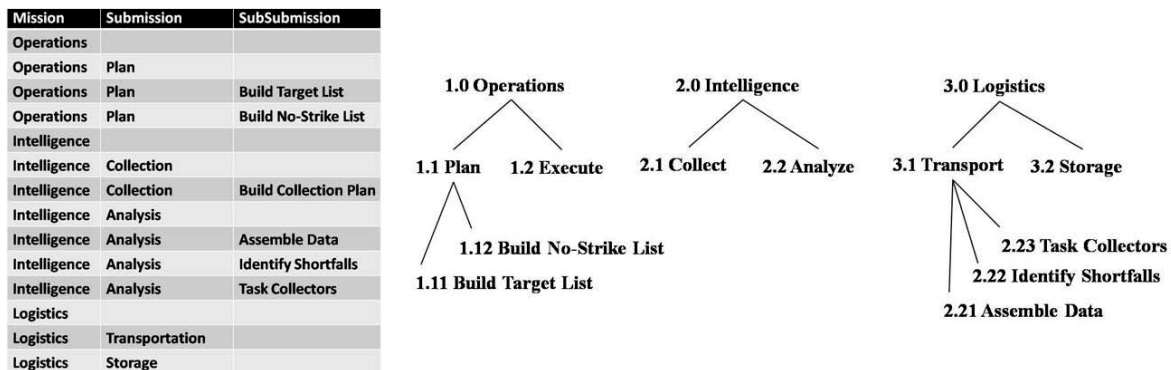 Mission Submission SubSubmission
Operations
Operations Plan
Operations Plan Build Target List
Operations Plan Build No-Strike List
Intelligence
Intelligence Collection
Intelligence Collection Build Collection Plan
Intelligence Analysis
Intelligence Analysis Assemble Data
Intelligence Analysis Identify Shortfalls
Intelligence Analysis Task Collectors
Logistics
Logistics Transportation
Logistics Storage
1.0 Operations
1.1 Plan 1.2 Execute
1.12 Build No-Strike List
1.11 Build Target List
2.0 Intelligence
2.1 Collect 2.2 Analyze
3.0 Logistics
3.1 Transport 3.2 Storage
2.23 Task Collectors
2.22 Identify Shortfalls
2.21 Assemble Data